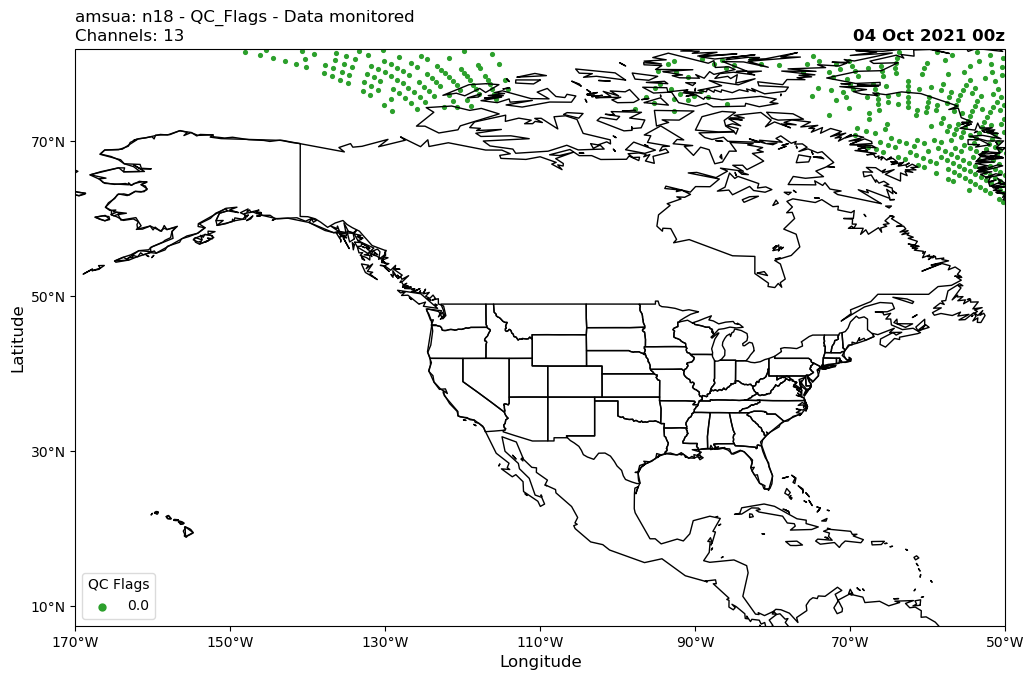 amsua: n18 - QC_Flags - Data monitored
Channels: 13
04 Oct 2021 00z
70°N
50°N
30°N
10°N
Latitude
QC Flags
0.0
170°W 150°W 130°W 110°W 90°W 70°W 50°W
Longitude